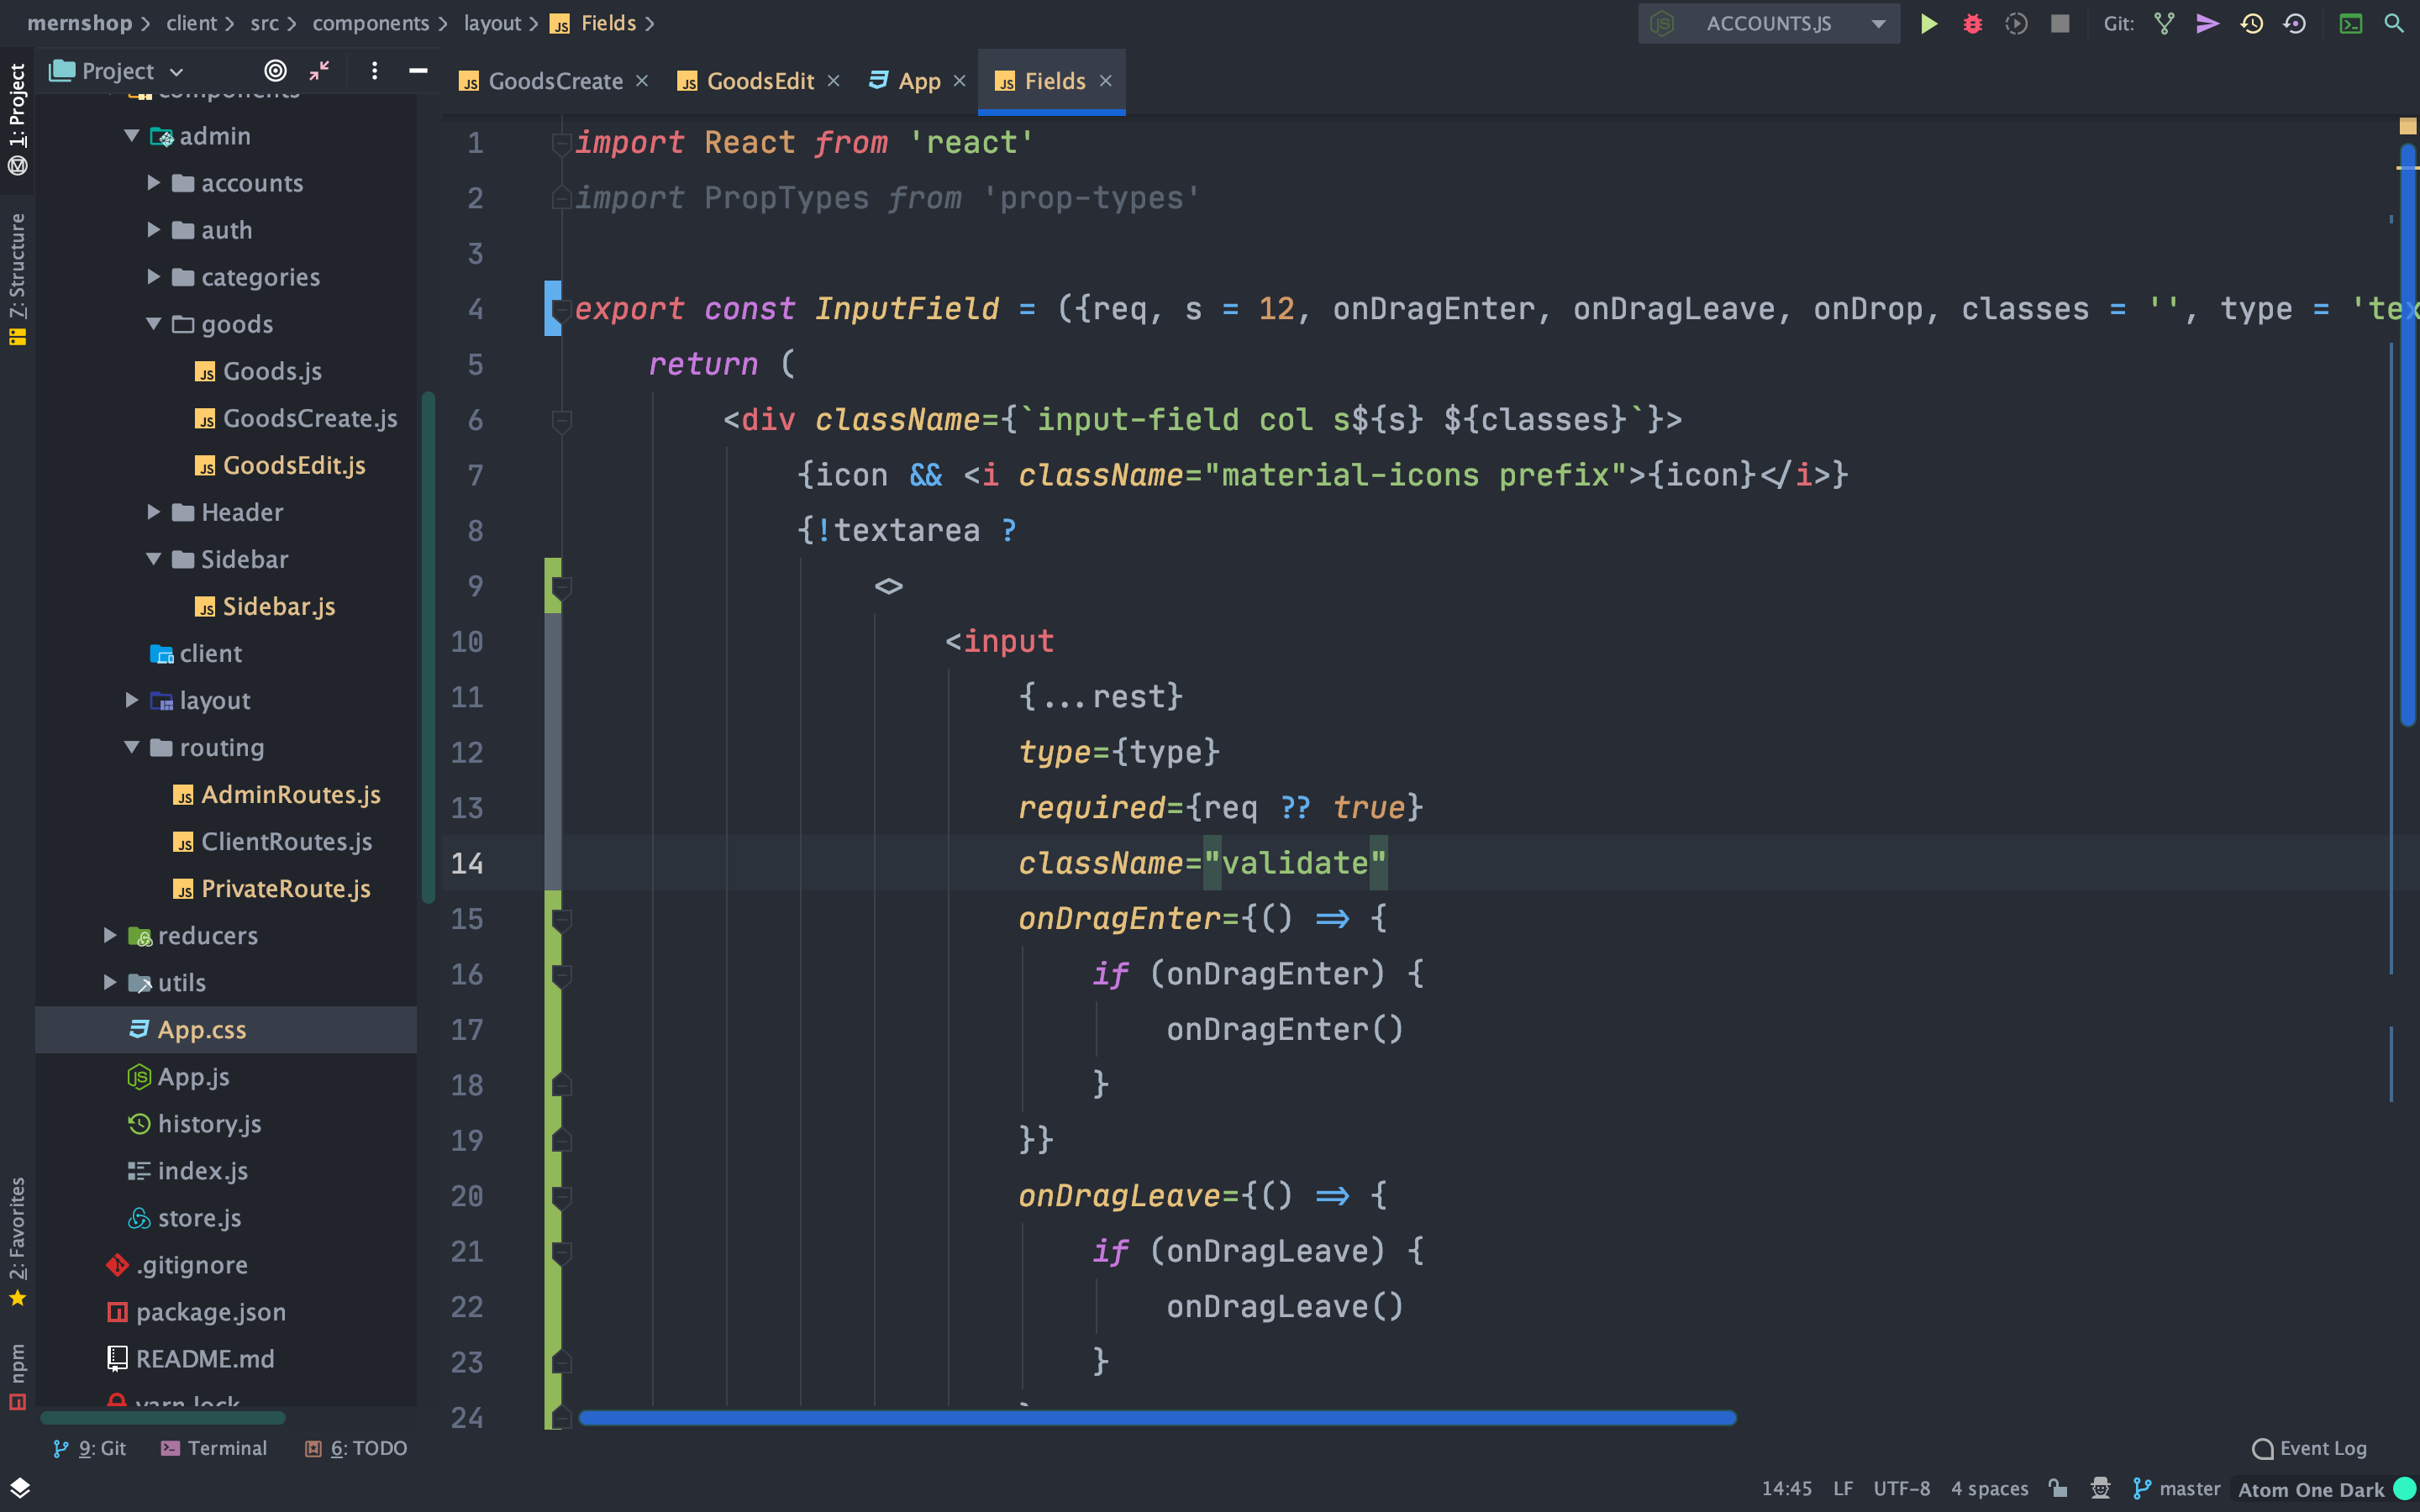 mernshop client src components layout Fields
ACCOUNTS.JS Git:
Project
GoodsCreate GoodsEdit App Fields
1: Project
7: Structure
2: Favorites
npm
components
admin
accounts
auth
categories
goods
Goods.js
GoodsCreate.js
GoodsEdit.js
Header
Sidebar
Sidebar.js
client
layout
routing
AdminRoutes.js
ClientRoutes.js
PrivateRoute.js
reducers
utils
App.css
App.js
history.js
index.js
store.js
.gitignore
package.json
README.md
yarn.lock
1 import React from 'react'
2 import PropTypes from 'prop-types'
3
4 export const InputField = ({req, s = 12, onDragEnter, onDragLeave, onDrop, classes = '', type = 'tex
5 return (
6 <div className={`input-field col s${s} ${classes}`}>
7 {icon && <i className="material-icons prefix">{icon}</i>}
8 {!textarea ?
9 <>
10 <input
11 {...rest}
12 type={type}
13 required={req ?? true}
14 className="validate"
15 onDragEnter={() => {
16 if (onDragEnter) {
17 onDragEnter()
18 }
19 }}
20 onDragLeave={() => {
21 if (onDragLeave) {
22 onDragLeave()
23 }
24
9: Git Terminal 6: TODO
Event Log
14:45 LF UTF-8 4 spaces master Atom One Dark